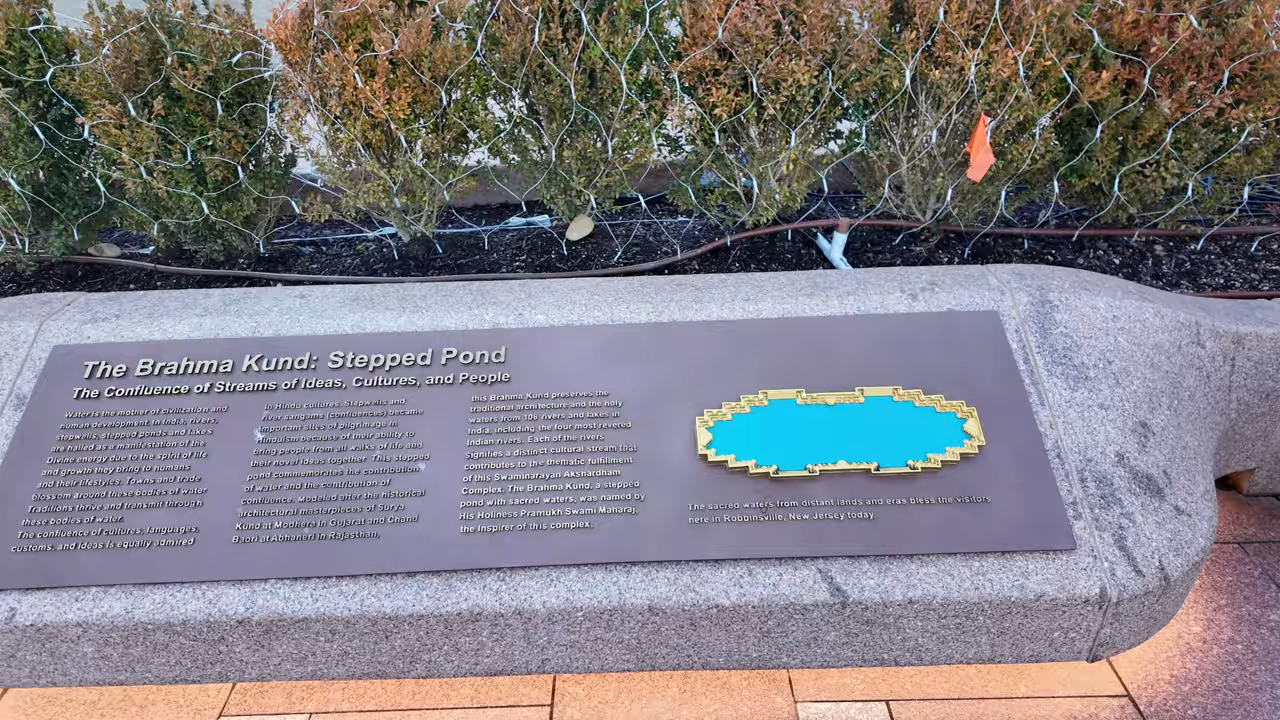 The Brahma Kund: Stepped Pond
The Confluence of Streams of Ideas, Cultures, and People
Water is the mother of civilization and
human development. In India, rivers,
stepwells, stepped ponds and lakes
are hailed as a manifestation of the
Divine energy due to the spirit of life
and growth they bring to humans
and their lifestyles. Towns and trade
blossom around these bodies of water
Traditions thrive and transmit through
these bodies of water.
The confluence of cultures, languages,
customs, and ideas is equally admired
in Hindu cultures. Stepwells and
river sangams (confluences) became
important sites of pilgrimage in
Hinduism because of their ability to
bring people from all walks of life and
their novel ideas together. This stepped
pond commemorates the contribution
of water and the contribution of
confluence. Modeled after the historical
architectural masterpieces of Surya
Kund at Modhera in Gujarat and Chand
Baori at Abhaneri in Rajasthan,
this Brahma Kund preserves the
traditional architecture and the holy
waters from 108 rivers and lakes in
India, including the four most revered
Indian rivers. Each of the rivers
Signifies a distinct cultural stream that
contributes to the thematic fulfillment
of this Swaminarayan Akshardham
Complex. The Brahma Kund, a stepped
pond with sacred waters, was named by
His Holiness Pramukh Swami Maharaj,
the Inspirer of this complex.
The sacred waters from distant lands and eras bless the visitors
here in Robbinsville, New Jersey today.